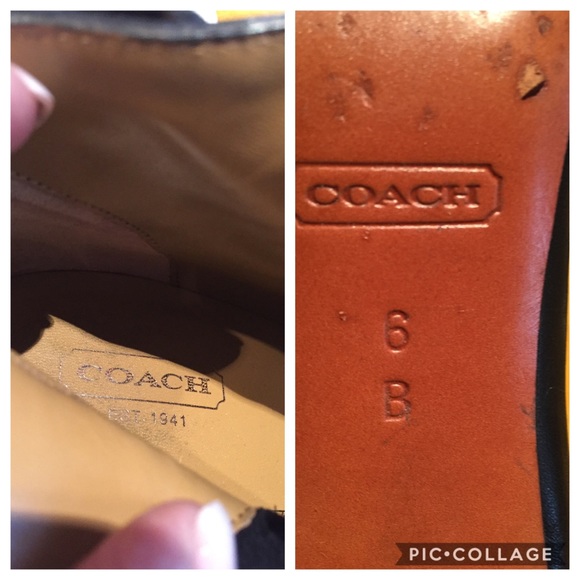 COACH
EST. 1941
COACH
6
B
PIC•COLLAGE